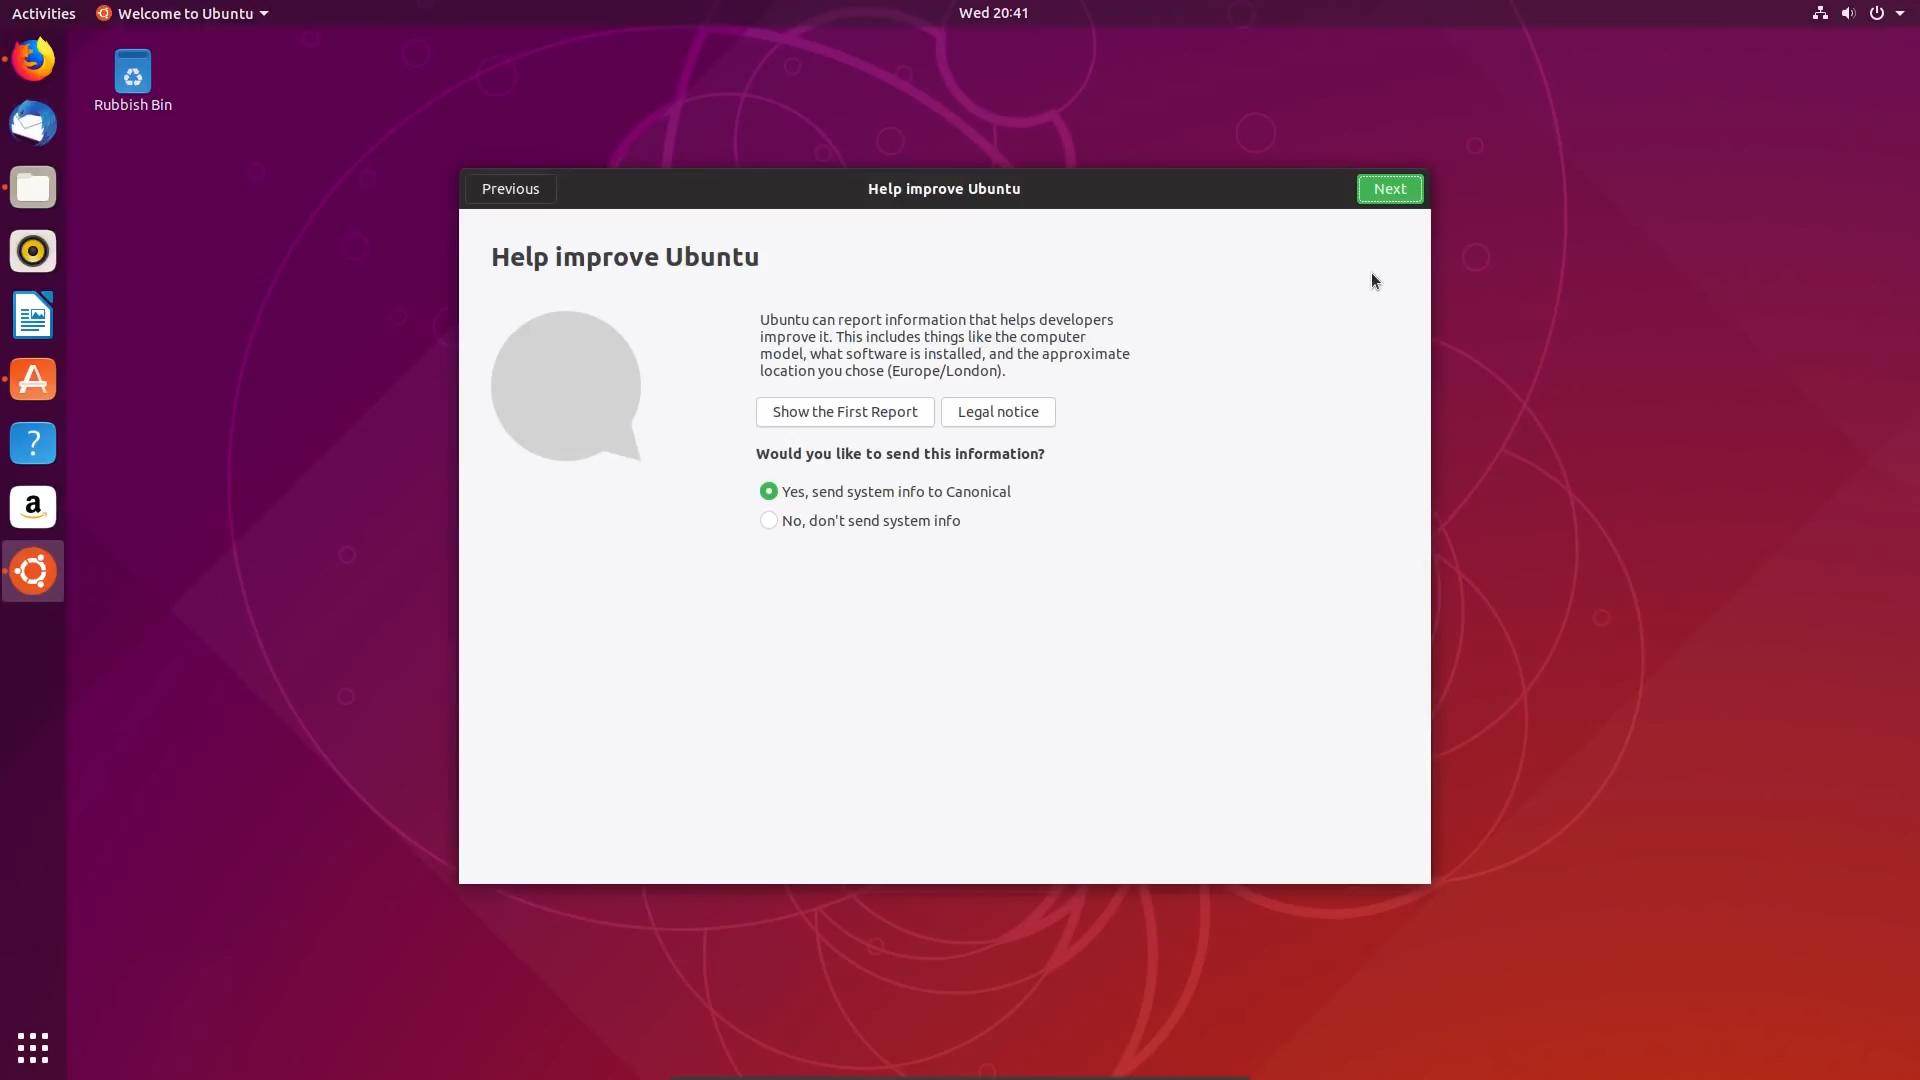 Activities
Welcome to Ubuntu
Wed 20:41
Rubbish Bin
Previous
Help improve Ubuntu
Next
Help improve Ubuntu
Ubuntu can report information that helps developers
improve it. This includes things like the computer
model, what software is installed, and the approximate
location you chose (Europe/London).
Show the First Report
Legal notice
Would you like to send this information?
Yes, send system info to Canonical
No, don't send system info
?
a